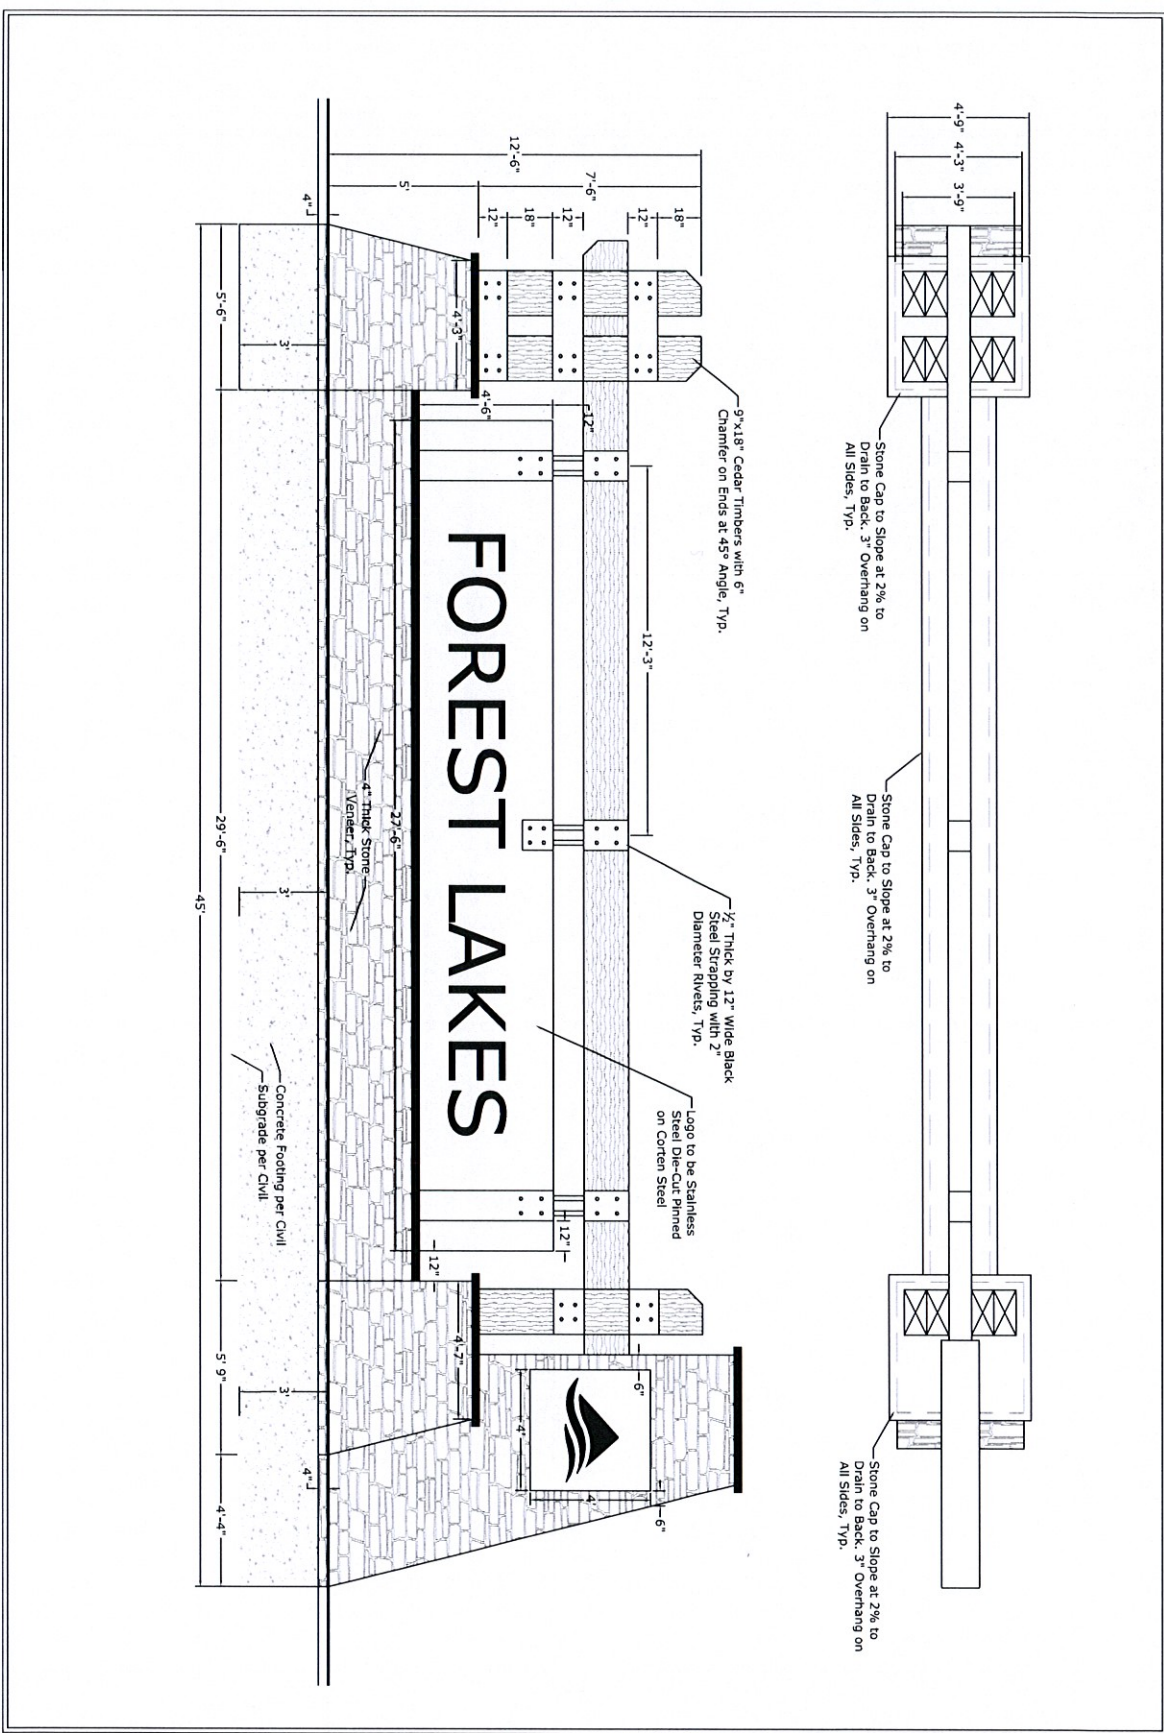 4'-9"
4'-3"
3'-9"
Stone Cap to Slope at 2% to
Drain to Back. 3" Overhang on
All Sides, Typ.
Stone Cap to Slope at 2% to
Drain to Back. 3" Overhang on
All Sides, Typ.
Stone Cap to Slope at 2% to
Drain to Back. 3" Overhang on
All Sides, Typ.
9"x18" Cedar Timbers with 6"
Chamfer on Ends at 45° Angle, Typ.
½" Thick by 12" Wide Black
Steel Strapping with 2"
Diameter Rivets, Typ.
Logo to be Stainless
Steel Die-Cut Pinned
on Corten Steel
12'-6"
7'-6"
5'
18"
12"
12"
18"
12"
12'-3"
12"
4'-6"
4'-3"
FOREST LAKES
12"
12"
6"
4'
4'
6"
4'-7"
27'-6"
4" Thick Stone
Veneer, Typ.
4"
4"
3'
3'
3'
Concrete Footing per Civil
Subgrade per Civil
5'-6"
29'-6"
5' 9"
4'-4"
45'